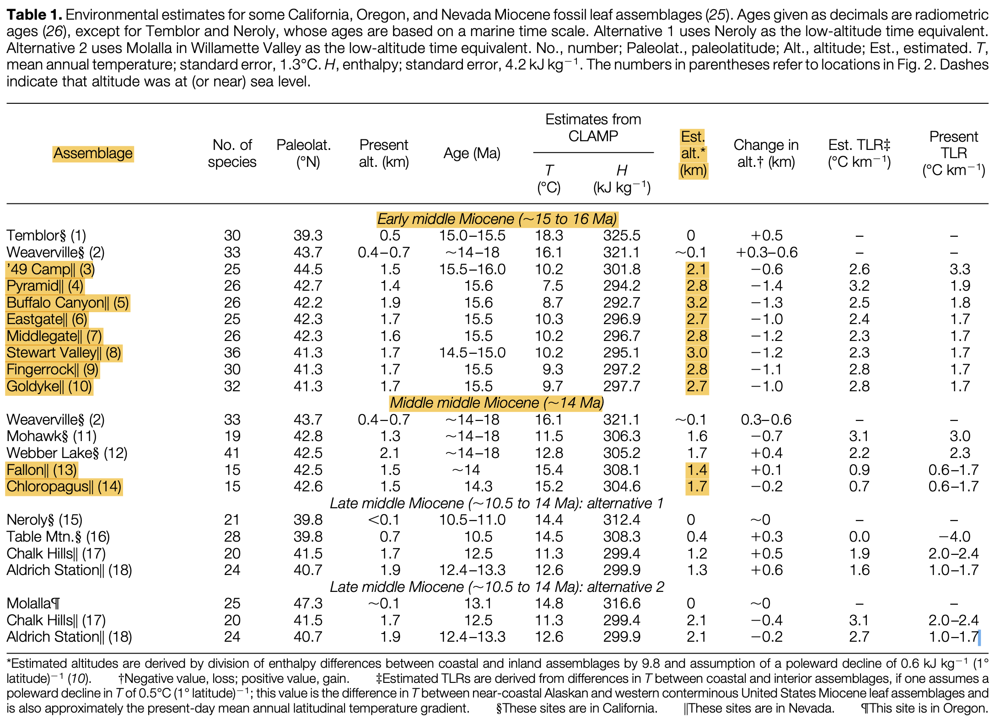 Table 1. Environmental estimates for some California, Oregon, and Nevada Miocene fossil leaf assemblages (25). Ages given as decimals are radiometric
ages (26), except for Temblor and Neroly, whose ages are based on a marine time scale. Alternative 1 uses Neroly as the low-altitude time equivalent.
Alternative 2 uses Molalla in Willamette Valley as the low-altitude time equivalent. No., number; Paleolat., paleolatitude; Alt., altitude; Est., estimated. T,
mean annual temperature; standard error, 1.3°C. H, enthalpy; standard error, 4.2 kJ kg⁻¹. The numbers in parentheses refer to locations in Fig. 2. Dashes
indicate that altitude was at (or near) sea level.
Assemblage No. of species Paleolat. (°N) Present alt. (km) Age (Ma) Estimates from CLAMP T (°C) H (kJ kg⁻¹) Est. alt.* (km) Change in alt.† (km) Est. TLR‡ (°C km⁻¹) Present TLR (°C km⁻¹)
Early middle Miocene (~15 to 16 Ma)
Temblor§ (1) 30 39.3 0.5 15.0–15.5 18.3 325.5 0 +0.5 – –
Weaverville§ (2) 33 43.7 0.4–0.7 ~14–18 16.1 321.1 ~0.1 +0.3–0.6 – –
’49 Camp‖ (3) 25 44.5 1.5 15.5–16.0 10.2 301.8 2.1 −0.6 2.6 3.3
Pyramid‖ (4) 26 42.7 1.4 15.6 7.5 294.2 2.8 −1.4 3.2 1.9
Buffalo Canyon‖ (5) 26 42.2 1.9 15.6 8.7 292.7 3.2 −1.3 2.5 1.8
Eastgate‖ (6) 25 42.3 1.7 15.5 10.3 296.9 2.7 −1.0 2.4 1.7
Middlegate‖ (7) 26 42.3 1.6 15.5 10.2 296.7 2.8 −1.2 2.3 1.7
Stewart Valley‖ (8) 36 41.3 1.7 14.5–15.0 10.2 295.1 3.0 −1.2 2.3 1.7
Fingerrock‖ (9) 30 41.3 1.7 15.5 9.3 297.2 2.8 −1.1 2.8 1.7
Goldyke‖ (10) 32 41.3 1.7 15.5 9.7 297.7 2.7 −1.0 2.8 1.7
Middle middle Miocene (~14 Ma)
Weaverville§ (2) 33 43.7 0.4–0.7 ~14–18 16.1 321.1 ~0.1 0.3–0.6 – –
Mohawk§ (11) 19 42.8 1.3 ~14–18 11.5 306.3 1.6 −0.7 3.1 3.0
Webber Lake§ (12) 41 42.5 2.1 ~14–18 12.8 305.2 1.7 +0.4 2.2 2.3
Fallon‖ (13) 15 42.5 1.5 ~14 15.4 308.1 1.4 +0.1 0.9 0.6–1.7
Chloropagus‖ (14) 15 42.6 1.5 14.3 15.2 304.6 1.7 −0.2 0.7 0.6–1.7
Late middle Miocene (~10.5 to 14 Ma): alternative 1
Neroly§ (15) 21 39.8 <0.1 10.5–11.0 14.4 312.4 0 ~0 – –
Table Mtn.§ (16) 28 39.8 0.7 10.5 14.5 308.3 0.4 +0.3 0.0 −4.0
Chalk Hills‖ (17) 20 41.5 1.7 12.5 11.3 299.4 1.2 +0.5 1.9 2.0–2.4
Aldrich Station‖ (18) 24 40.7 1.9 12.4–13.3 12.6 299.9 1.3 +0.6 1.6 1.0–1.7
Late middle Miocene (~10.5 to 14 Ma): alternative 2
Molalla¶ 25 47.3 ~0.1 13.1 14.8 316.6 0 ~0 – –
Chalk Hills‖ (17) 20 41.5 1.7 12.5 11.3 299.4 2.1 −0.4 3.1 2.0–2.4
Aldrich Station‖ (18) 24 40.7 1.9 12.4–13.3 12.6 299.9 2.1 −0.2 2.7 1.0–1.7
*Estimated altitudes are derived by division of enthalpy differences between coastal and inland assemblages by 9.8 and assumption of a poleward decline of 0.6 kJ kg⁻¹ (1°
latitude)⁻¹ (10). †Negative value, loss; positive value, gain. ‡Estimated TLRs are derived from differences in T between coastal and interior assemblages, if one assumes a
poleward decline in T of 0.5°C (1° latitude)⁻¹; this value is the difference in T between near-coastal Alaskan and western conterminous United States Miocene leaf assemblages and
is also approximately the present-day mean annual latitudinal temperature gradient. §These sites are in California. ‖These sites are in Nevada. ¶This site is in Oregon.